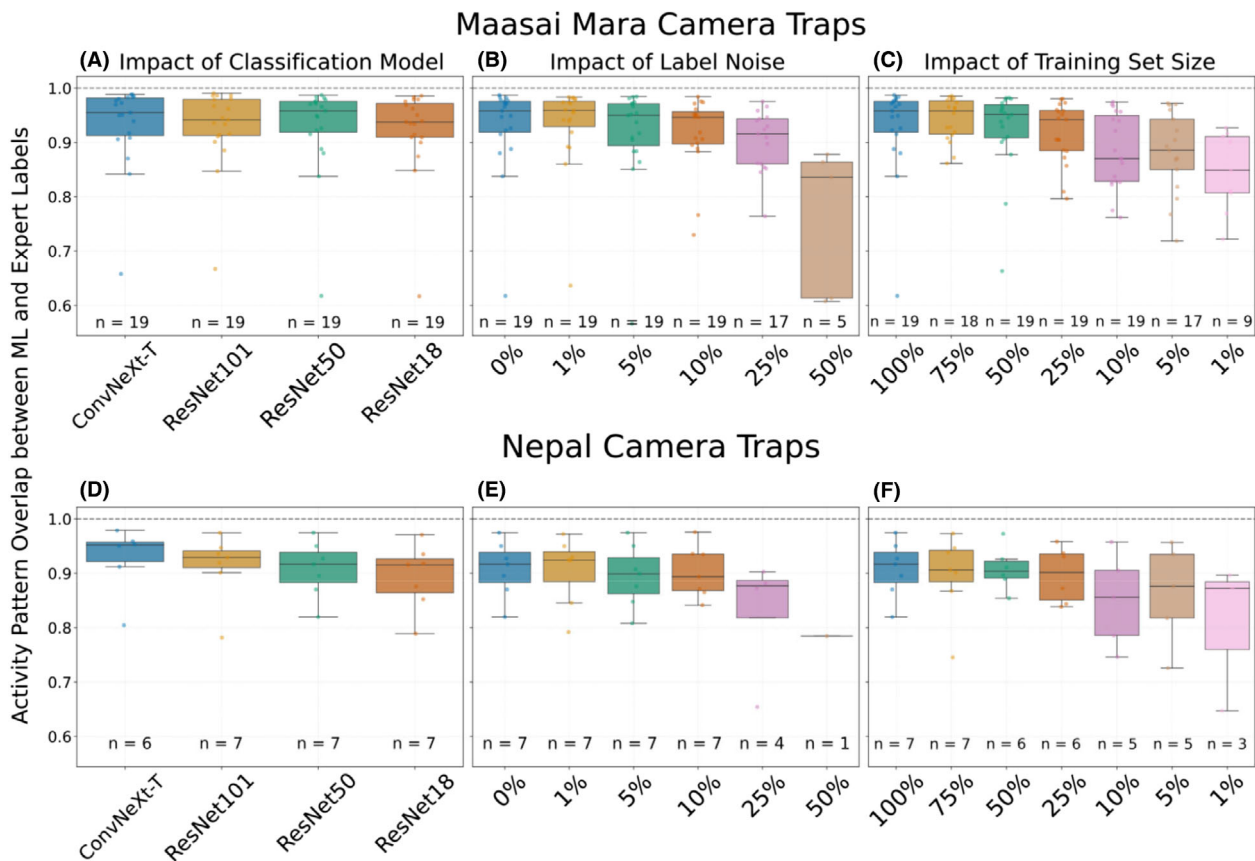 Maasai Mara Camera Traps
(A) Impact of Classification Model
(B) Impact of Label Noise
(C) Impact of Training Set Size
Activity Pattern Overlap between ML and Expert Labels
1.0
0.9
0.8
0.7
0.6
n = 19 n = 19 n = 19 n = 19
n = 19 n = 19 n = 19 n = 19 n = 17 n = 5
n = 19 n = 18 n = 19 n = 19 n = 19 n = 17 n = 9
ConvNeXt-T ResNet101 ResNet50 ResNet18
0% 1% 5% 10% 25% 50%
100% 75% 50% 25% 10% 5% 1%
Nepal Camera Traps
(D)
(E)
(F)
1.0
0.9
0.8
0.7
0.6
n = 6 n = 7 n = 7 n = 7
n = 7 n = 7 n = 7 n = 7 n = 4 n = 1
n = 7 n = 7 n = 6 n = 6 n = 5 n = 5 n = 3
ConvNeXt-T ResNet101 ResNet50 ResNet18
0% 1% 5% 10% 25% 50%
100% 75% 50% 25% 10% 5% 1%